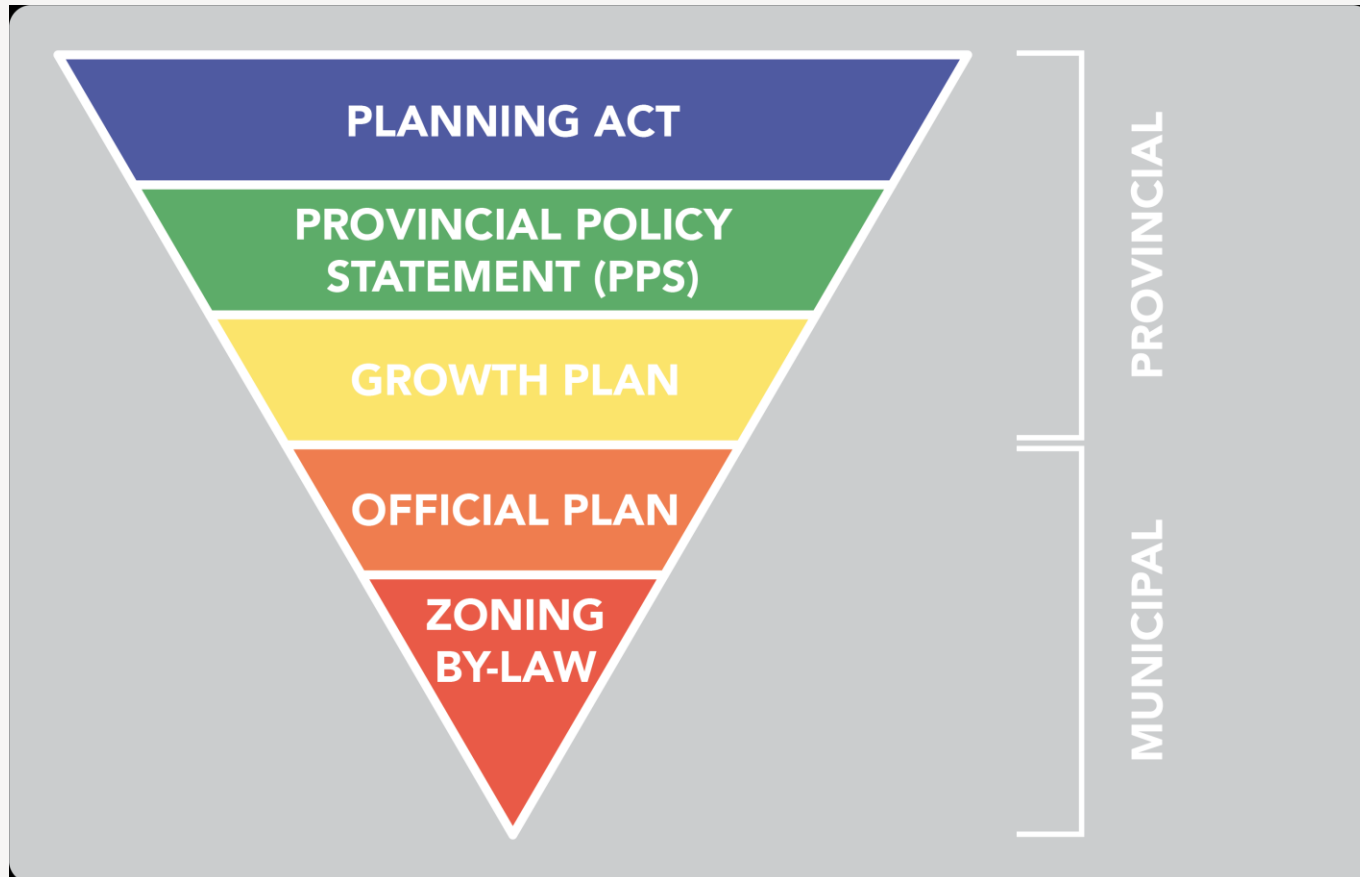 PLANNING ACT
PROVINCIAL POLICY
STATEMENT (PPS)
GROWTH PLAN
OFFICIAL PLAN
ZONING
BY-LAW
PROVINCIAL
MUNICIPAL